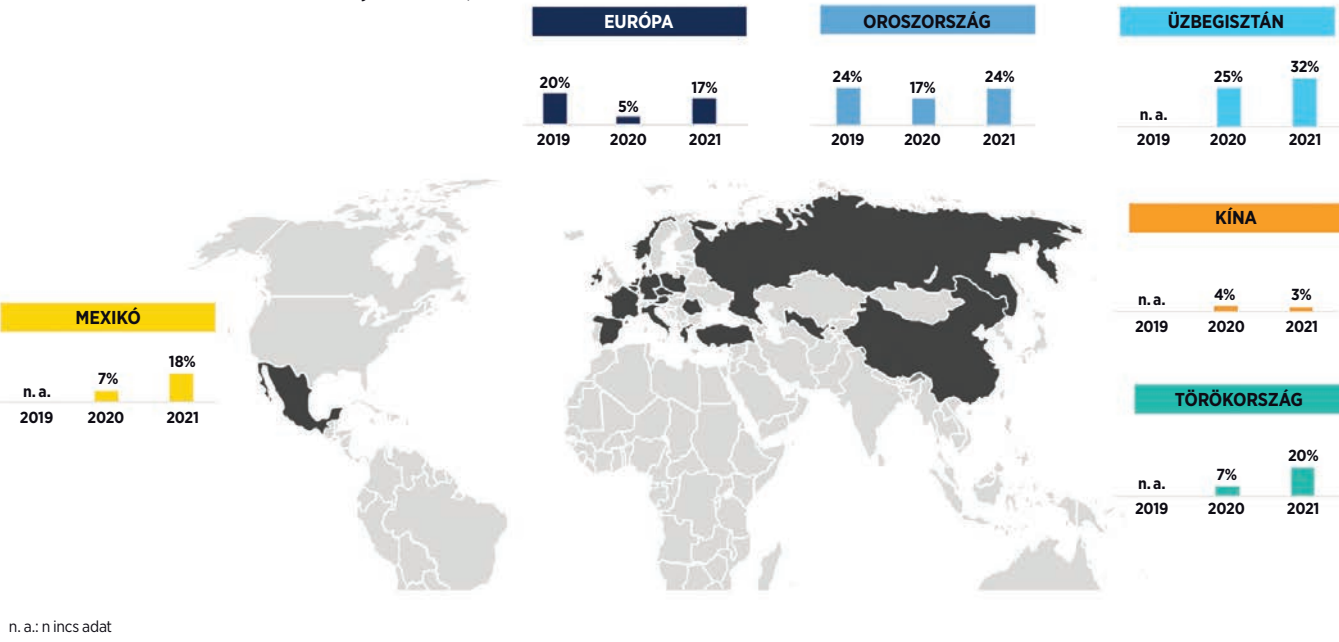 EURÓPA
20%
5%
17%
2019 2020 2021
OROSZORSZÁG
24%
17%
24%
2019 2020 2021
ÜZBEGISZTÁN
n. a.
25%
32%
2019 2020 2021
KÍNA
n. a.
4%
3%
2019 2020 2021
MEXIKÓ
n. a.
7%
18%
2019 2020 2021
TÖRÖKORSZÁG
n. a.
7%
20%
2019 2020 2021
n. a.: n incs adat